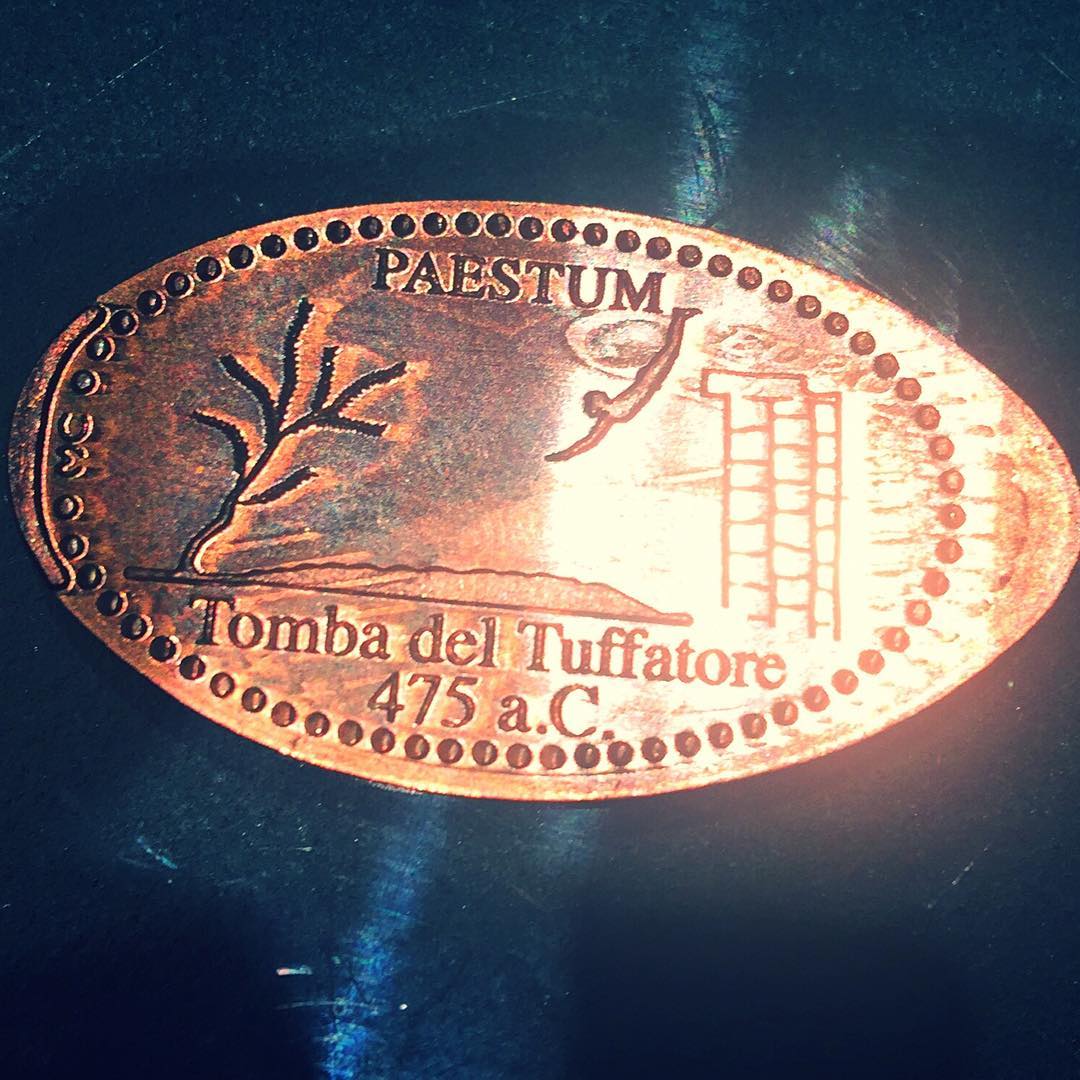 PAESTUM
Tomba del Tuffatore
475 a.C.